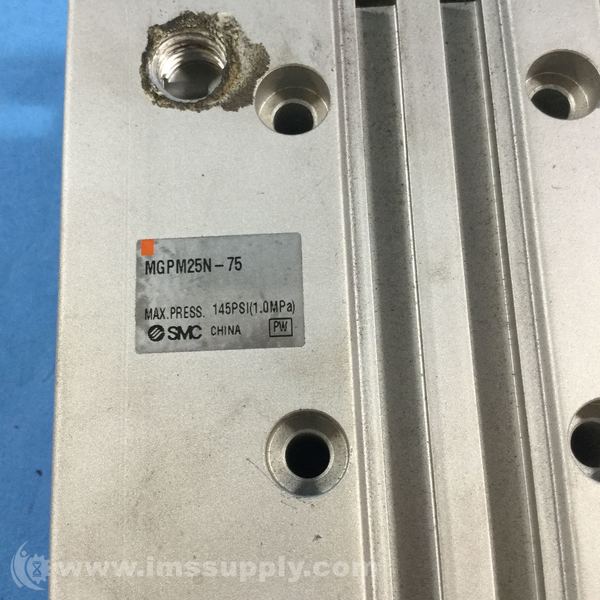 MGPM25N-75
MAX.PRESS. 145PSI(1.0MPa)
SMC CHINA PW
www.imssupply.com